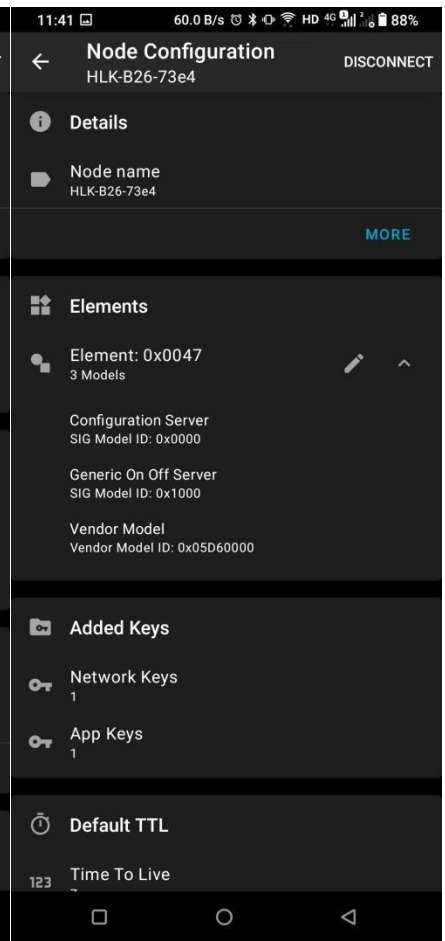 11:41 60.0 B/s HD 4G 88%
Node Configuration
HLK-B26-73e4
DISCONNECT
Details
Node name
HLK-B26-73e4
MORE
Elements
Element: 0x0047
3 Models
Configuration Server
SIG Model ID: 0x0000
Generic On Off Server
SIG Model ID: 0x1000
Vendor Model
Vendor Model ID: 0x05D60000
Added Keys
Network Keys
1
App Keys
1
Default TTL
123 Time To Live